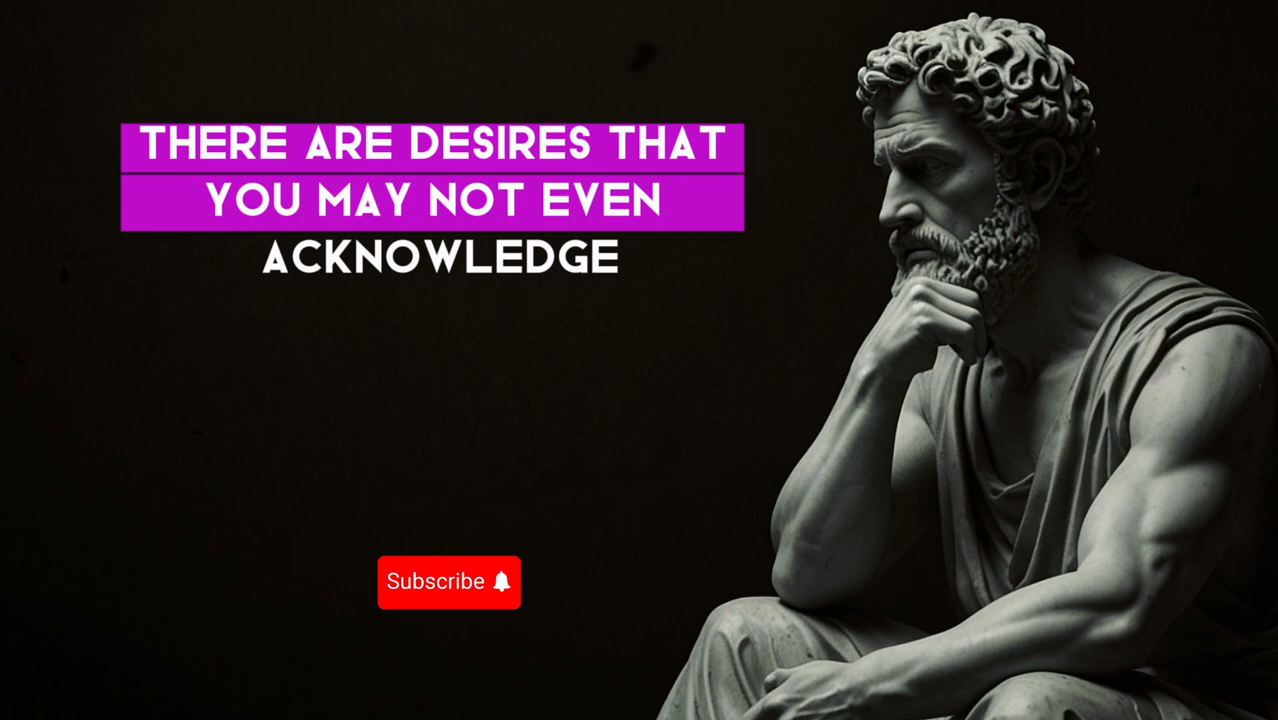 THERE ARE DESIRES THAT
YOU MAY NOT EVEN
ACKNOWLEDGE
Subscribe